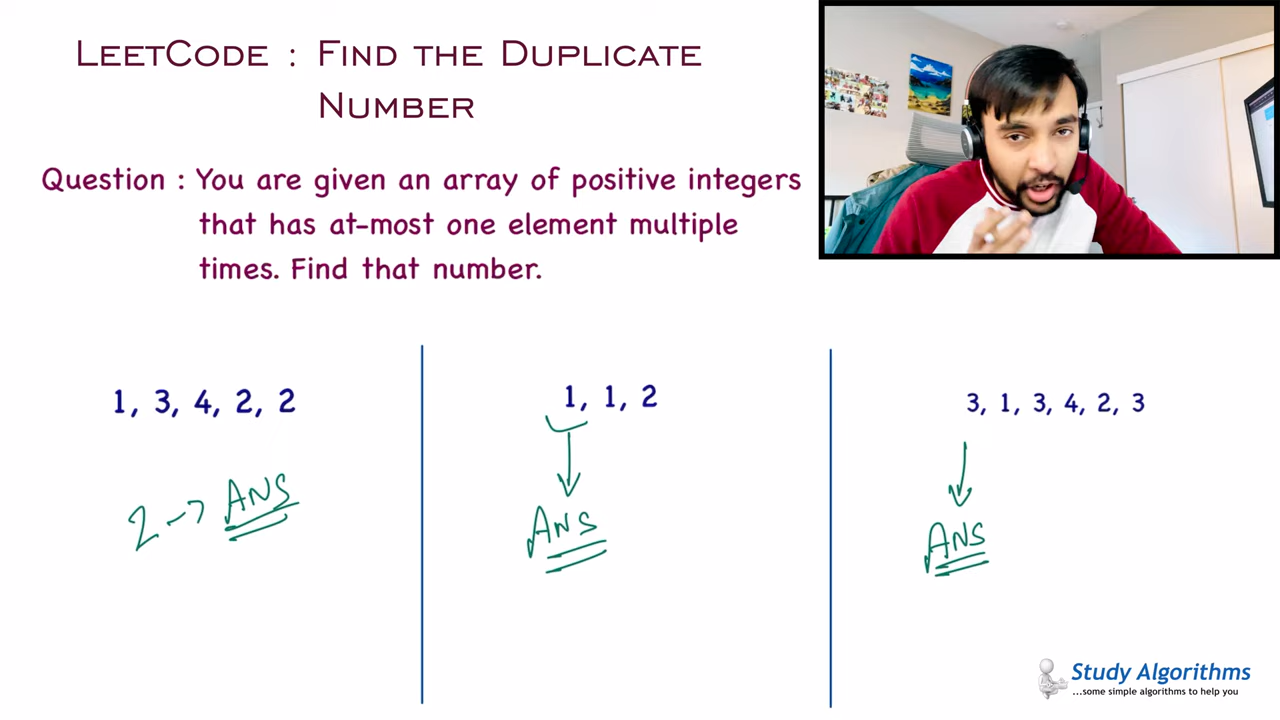 LEETCODE : FIND THE DUPLICATE
NUMBER
Question : You are given an array of positive integers
that has at-most one element multiple
times. Find that number.
1, 3, 4, 2, 2
2 → ANS
1, 1, 2
ANS
3, 1, 3, 4, 2, 3
ANS
Study Algorithms
...some simple algorithms to help you